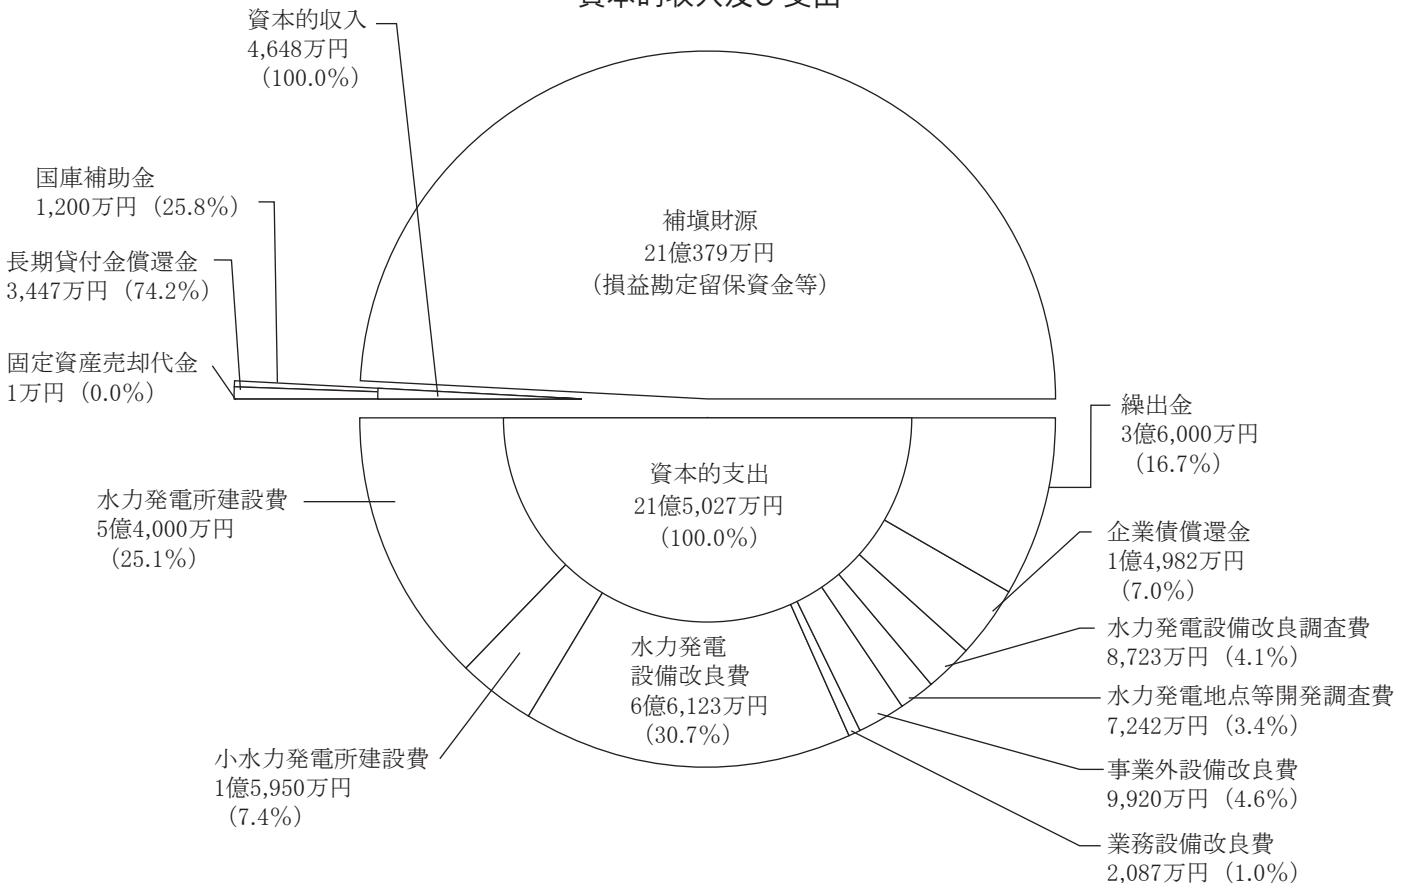 資本的収入及び支出
資本的収入
4,648万円
（100.0％）
国庫補助金
1,200万円（25.8％）
長期貸付金償還金
3,447万円（74.2％）
固定資産売却代金
1万円（0.0％）
補塡財源
21億379万円
（損益勘定留保資金等）
資本的支出
21億5,027万円
（100.0％）
繰出金
3億6,000万円
（16.7％）
企業債償還金
1億4,982万円
（7.0％）
水力発電設備改良調査費
8,723万円（4.1％）
水力発電地点等開発調査費
7,242万円（3.4％）
事業外設備改良費
9,920万円（4.6％）
業務設備改良費
2,087万円（1.0％）
水力発電
設備改良費
6億6,123万円
（30.7％）
小水力発電所建設費
1億5,950万円
（7.4％）
水力発電所建設費
5億4,000万円
（25.1％）